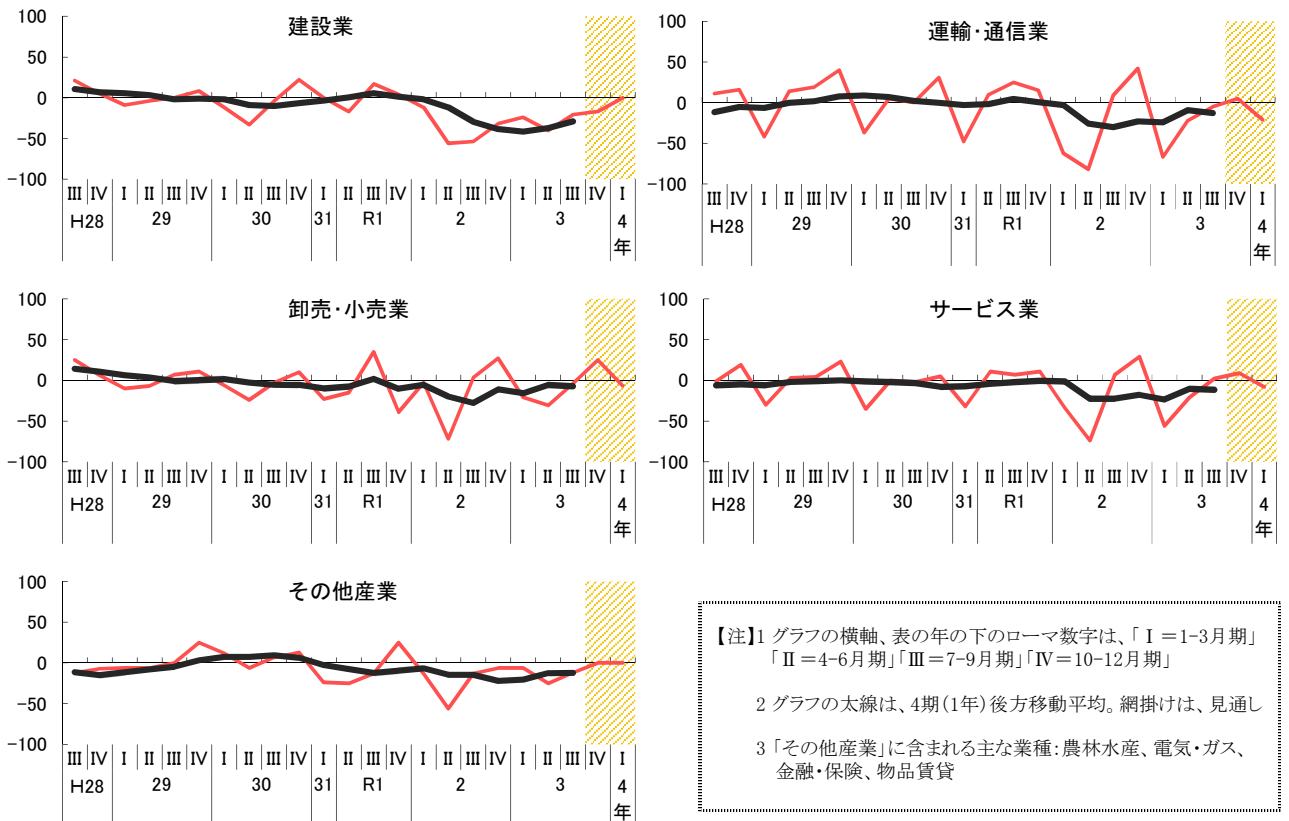 建設業
100
50
0
−50
−100
Ⅲ Ⅳ Ⅰ Ⅱ Ⅲ Ⅳ Ⅰ Ⅱ Ⅲ Ⅳ Ⅰ Ⅱ Ⅲ Ⅳ Ⅰ Ⅱ Ⅲ Ⅳ Ⅰ Ⅱ Ⅲ Ⅳ Ⅰ
H28 29 30 31 R1 2 3 4
年
運輸・通信業
100
50
0
−50
−100
Ⅲ Ⅳ Ⅰ Ⅱ Ⅲ Ⅳ Ⅰ Ⅱ Ⅲ Ⅳ Ⅰ Ⅱ Ⅲ Ⅳ Ⅰ Ⅱ Ⅲ Ⅳ Ⅰ Ⅱ Ⅲ Ⅳ Ⅰ
H28 29 30 31 R1 2 3 4
年
卸売・小売業
100
50
0
−50
−100
Ⅲ Ⅳ Ⅰ Ⅱ Ⅲ Ⅳ Ⅰ Ⅱ Ⅲ Ⅳ Ⅰ Ⅱ Ⅲ Ⅳ Ⅰ Ⅱ Ⅲ Ⅳ Ⅰ Ⅱ Ⅲ Ⅳ Ⅰ
H28 29 30 31 R1 2 3 4
年
サービス業
100
50
0
−50
−100
Ⅲ Ⅳ Ⅰ Ⅱ Ⅲ Ⅳ Ⅰ Ⅱ Ⅲ Ⅳ Ⅰ Ⅱ Ⅲ Ⅳ Ⅰ Ⅱ Ⅲ Ⅳ Ⅰ Ⅱ Ⅲ Ⅳ Ⅰ
H28 29 30 31 R1 2 3 4
年
その他産業
100
50
0
−50
−100
Ⅲ Ⅳ Ⅰ Ⅱ Ⅲ Ⅳ Ⅰ Ⅱ Ⅲ Ⅳ Ⅰ Ⅱ Ⅲ Ⅳ Ⅰ Ⅱ Ⅲ Ⅳ Ⅰ Ⅱ Ⅲ Ⅳ Ⅰ
H28 29 30 31 R1 2 3 4
年
【注】1 グラフの横軸、表の年の下のローマ数字は、「Ⅰ＝1-3月期」
「Ⅱ＝4-6月期」「Ⅲ＝7-9月期」「Ⅳ＝10-12月期」
2 グラフの太線は、4期(1年)後方移動平均。網掛けは、見通し
3 「その他産業」に含まれる主な業種：農林水産、電気・ガス、
金融・保険、物品賃貸